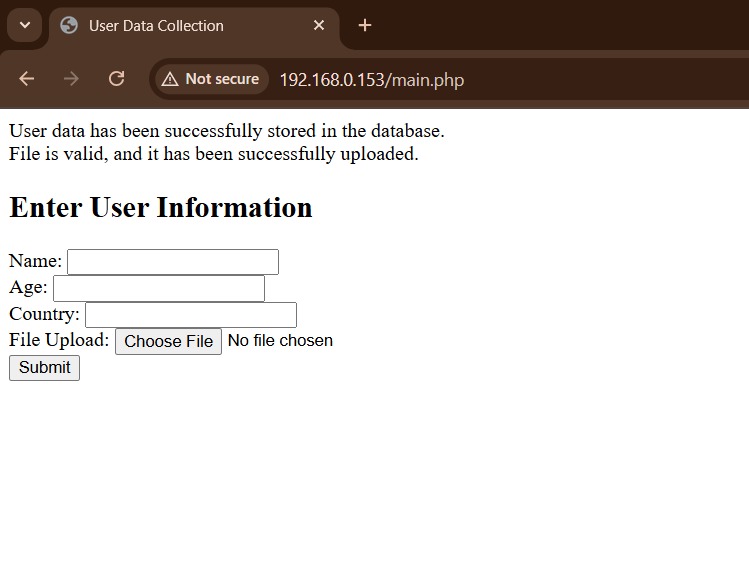 User Data Collection
Not secure 192.168.0.153/main.php
User data has been successfully stored in the database.
File is valid, and it has been successfully uploaded.
Enter User Information
Name:
Age:
Country:
File Upload: Choose File No file chosen
Submit